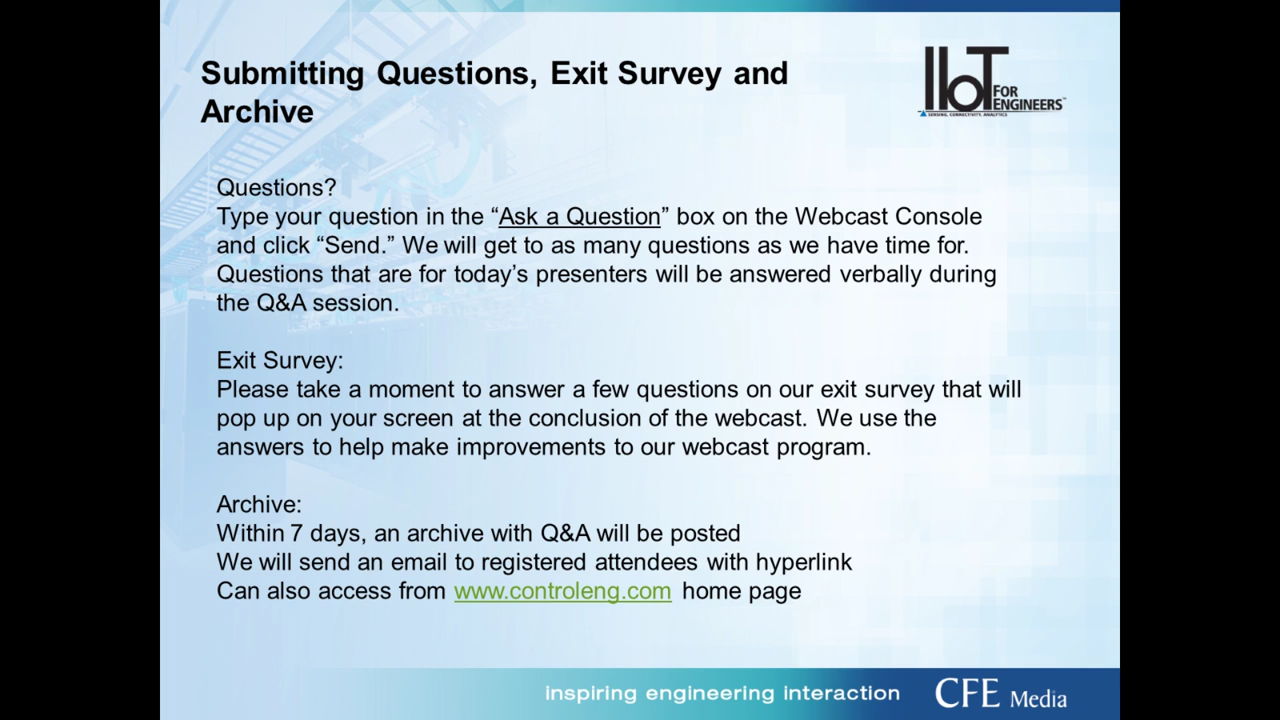 Submitting Questions, Exit Survey and
Archive
IIoT FOR
ENGINEERS™
SENSING, CONNECTIVITY, ANALYTICS
Questions?
Type your question in the “Ask a Question” box on the Webcast Console
and click “Send.” We will get to as many questions as we have time for.
Questions that are for today’s presenters will be answered verbally during
the Q&A session.
Exit Survey:
Please take a moment to answer a few questions on our exit survey that will
pop up on your screen at the conclusion of the webcast. We use the
answers to help make improvements to our webcast program.
Archive:
Within 7 days, an archive with Q&A will be posted
We will send an email to registered attendees with hyperlink
Can also access from www.controleng.com home page
inspiring engineering interaction
CFE Media